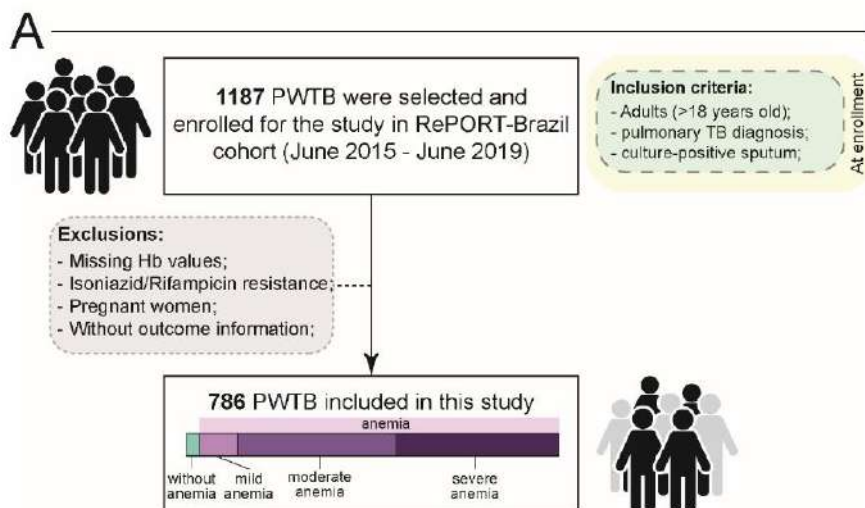 A
1187 PWTB were selected and
enrolled for the study in RePORT-Brazil
cohort (June 2015 - June 2019)
Inclusion criteria:
- Adults (>18 years old);
- pulmonary TB diagnosis;
- culture-positive sputum;
At enrollment
Exclusions:
- Missing Hb values;
- Isoniazid/Rifampicin resistance;
- Pregnant women;
- Without outcome information;
786 PWTB included in this study
anemia
without
anemia
mild
anemia
moderate
anemia
severe
anemia